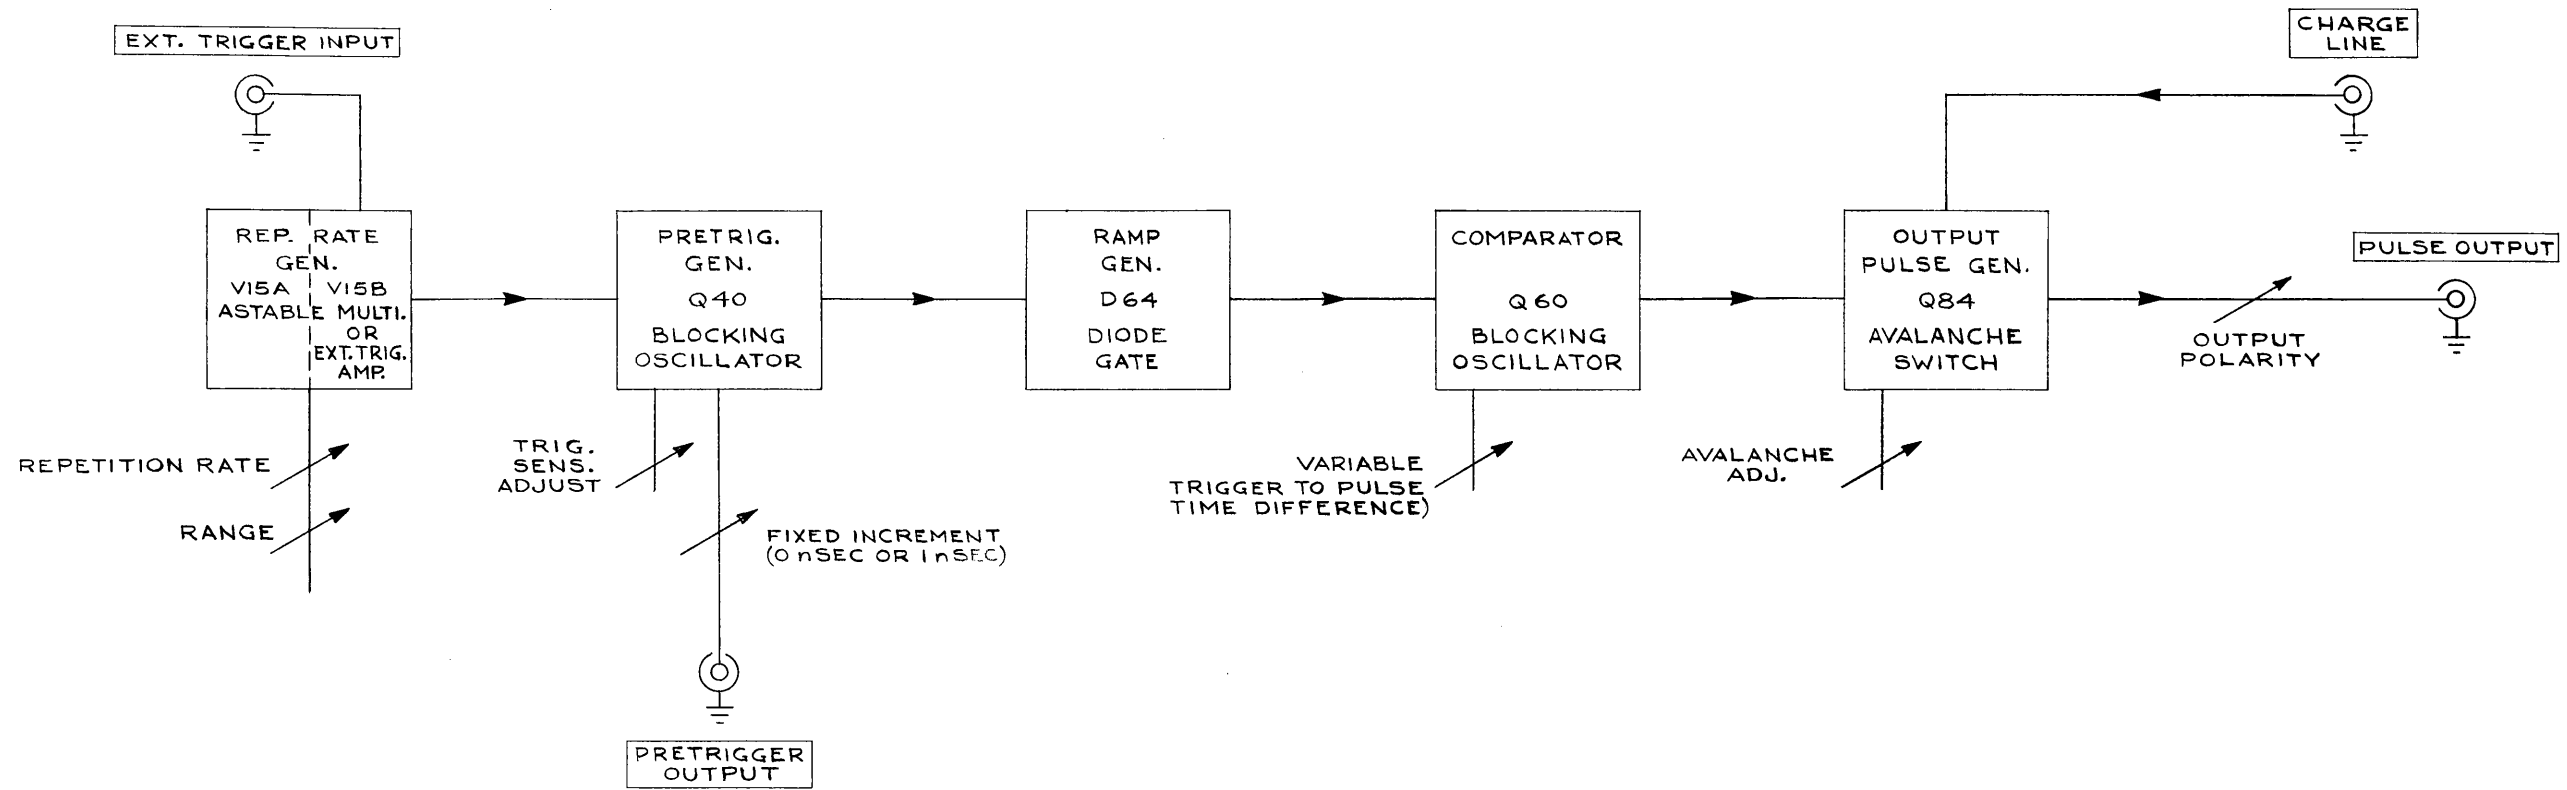 EXT. TRIGGER INPUT
CHARGE
LINE
REP. RATE
GEN.
V15A V15B
ASTABLE MULTI.
OR
EXT. TRIG.
AMP.
PRETRIG.
GEN.
Q40
BLOCKING
OSCILLATOR
RAMP
GEN.
D64
DIODE
GATE
COMPARATOR
Q60
BLOCKING
OSCILLATOR
OUTPUT
PULSE GEN.
Q84
AVALANCHE
SWITCH
PULSE OUTPUT
OUTPUT
POLARITY
REPETITION RATE
RANGE
TRIG.
SENS.
ADJUST
FIXED INCREMENT
(0 nSEC OR 1 nSEC)
VARIABLE
TRIGGER TO PULSE
TIME DIFFERENCE)
AVALANCHE
ADJ.
PRETRIGGER
OUTPUT